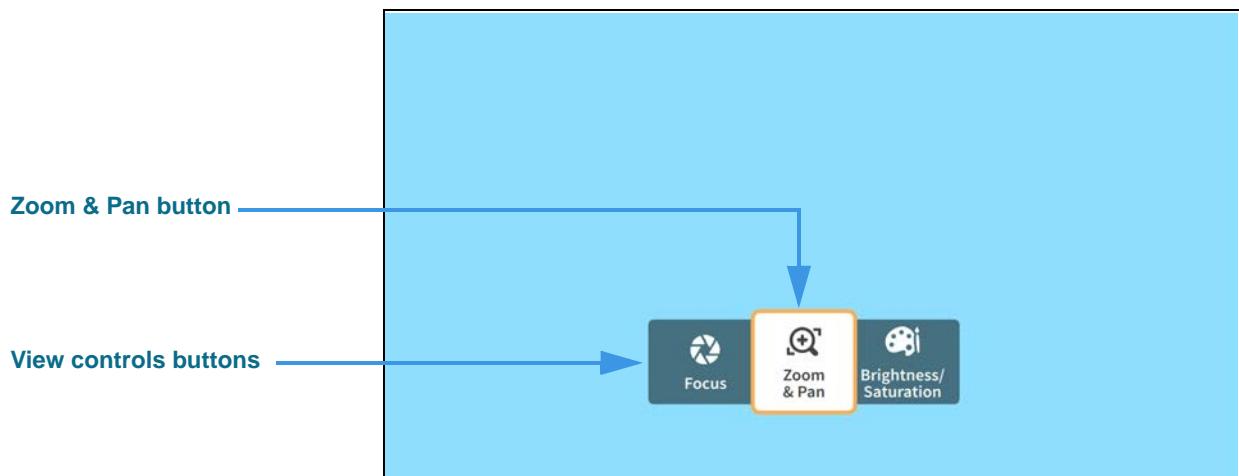 Zoom & Pan button
View controls buttons
Focus
Zoom
& Pan
Brightness/
Saturation